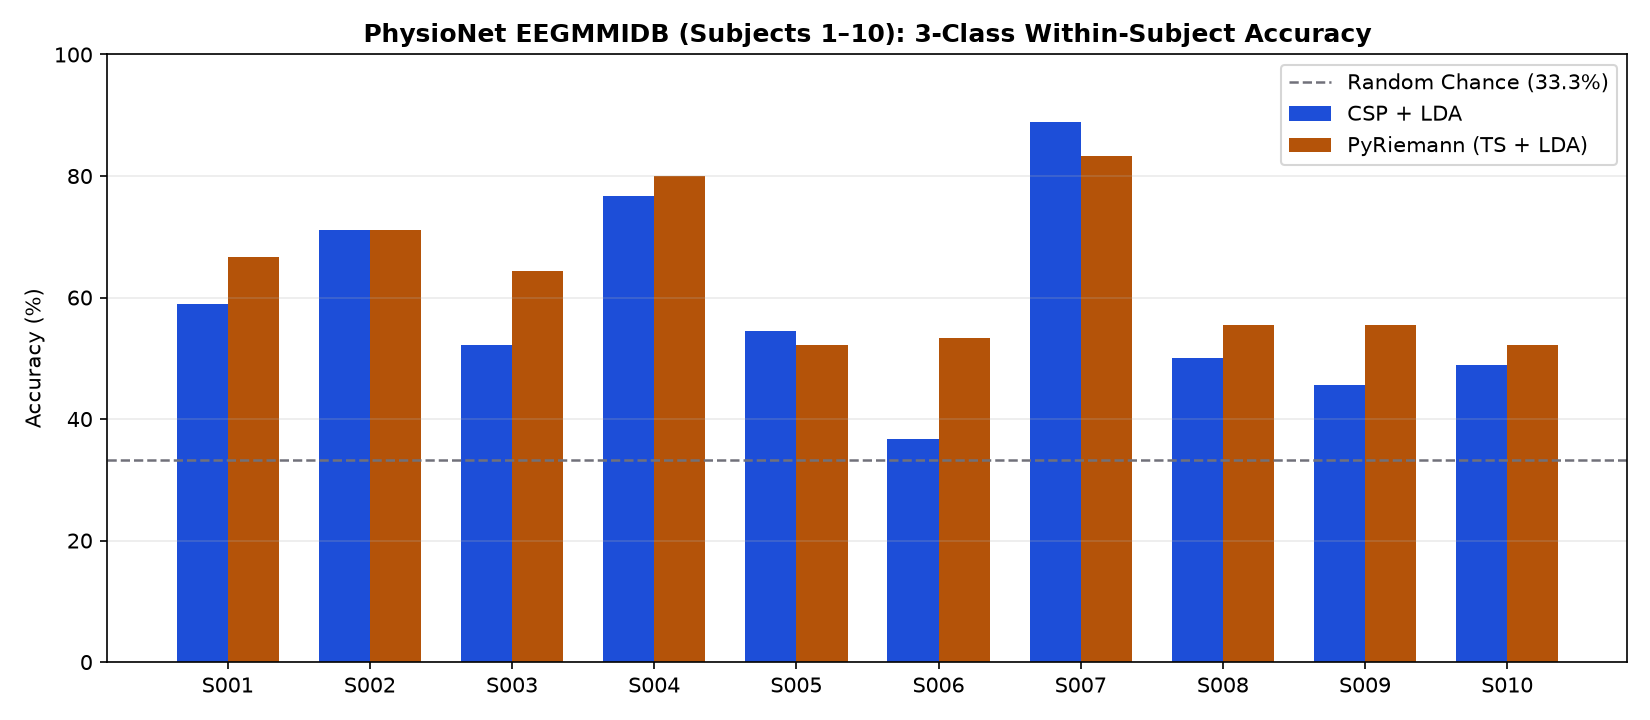 PhysioNet EEGMMIDB (Subjects 1–10): 3-Class Within-Subject Accuracy
Random Chance (33.3%)
CSP + LDA
PyRiemann (TS + LDA)
Accuracy (%)
100
80
60
40
20
0
S001 S002 S003 S004 S005 S006 S007 S008 S009 S010